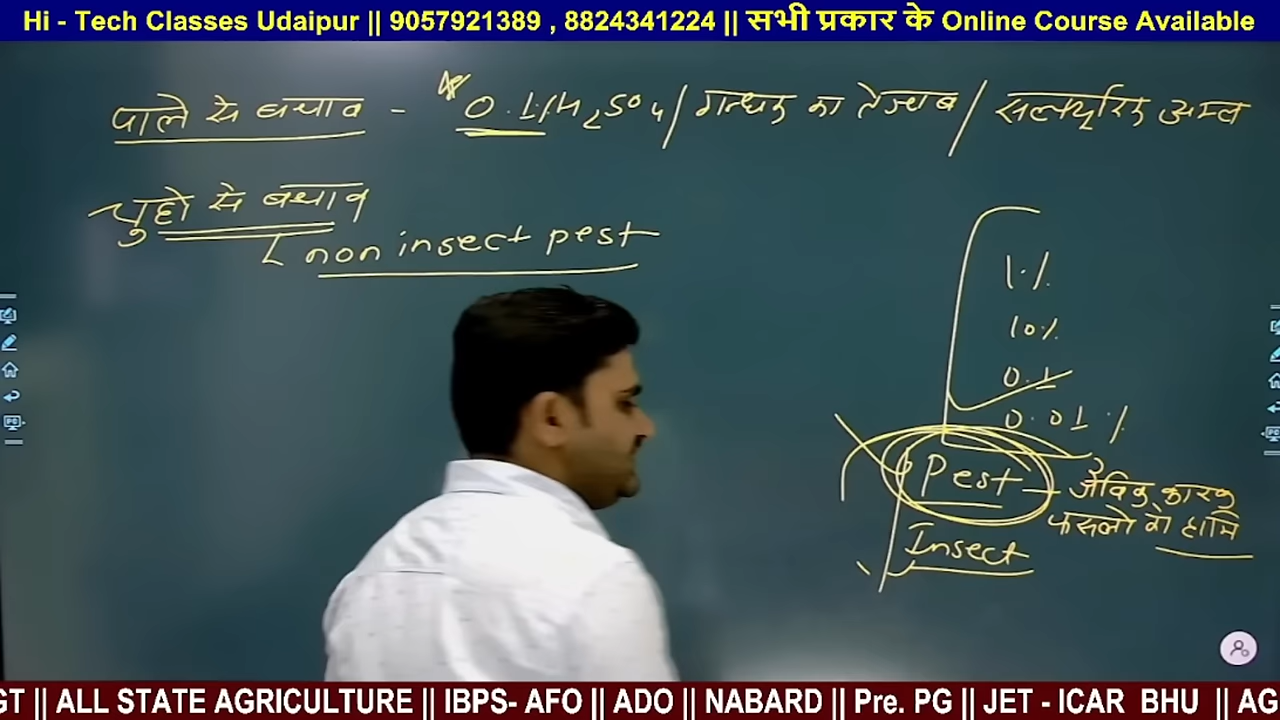 Hi - Tech Classes Udaipur || 9057921389 , 8824341224 || सभी प्रकार के Online Course Available
पाले से बचाव - * 0.1% H2SO4 / गन्धक का तेजाब / सल्फ्यूरिक अम्ल
चुहो से बचाव
non insect pest
1%
10%
0.1
0.01 %
Pest - जैविक कारक
फसलो को हानि
Insect
GT || ALL STATE AGRICULTURE || IBPS- AFO || ADO || NABARD || Pre. PG || JET - ICAR BHU || AG